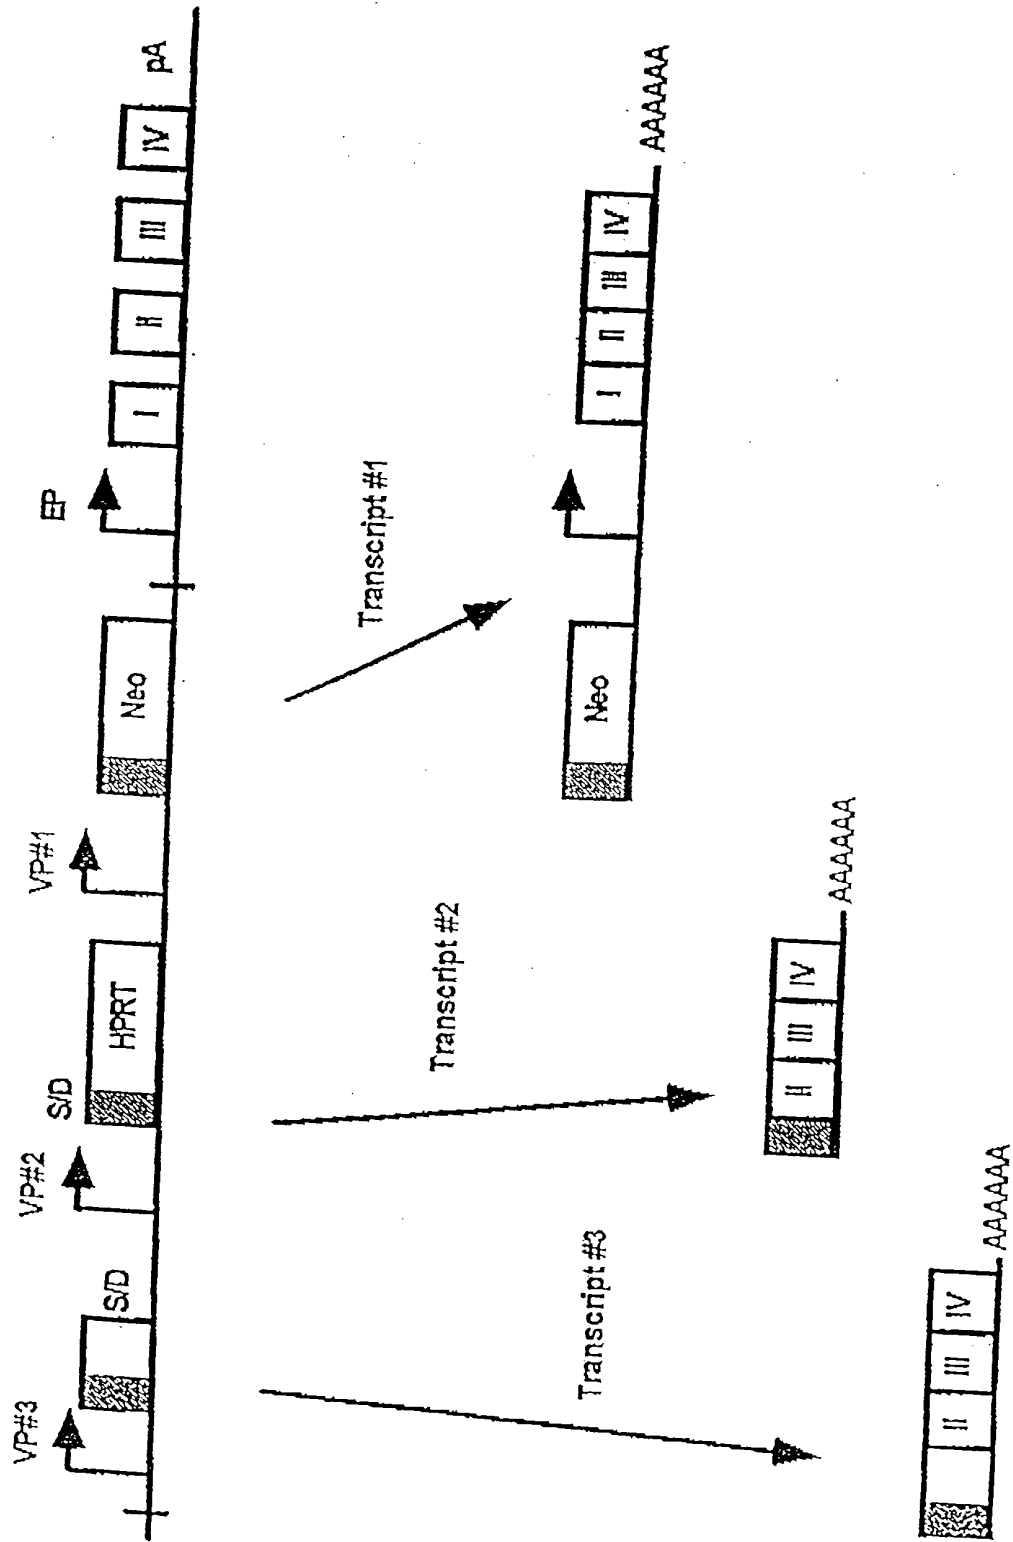 VP#3
S/D
VP#2
S/D
HPRT
VP#1
Neo
EP
I
II
III
IV
pA
Transcript #3
Transcript #2
Transcript #1
II
III
IV
AAAAAA
II
III
IV
AAAAAA
Neo
I
II
III
IV
AAAAAA